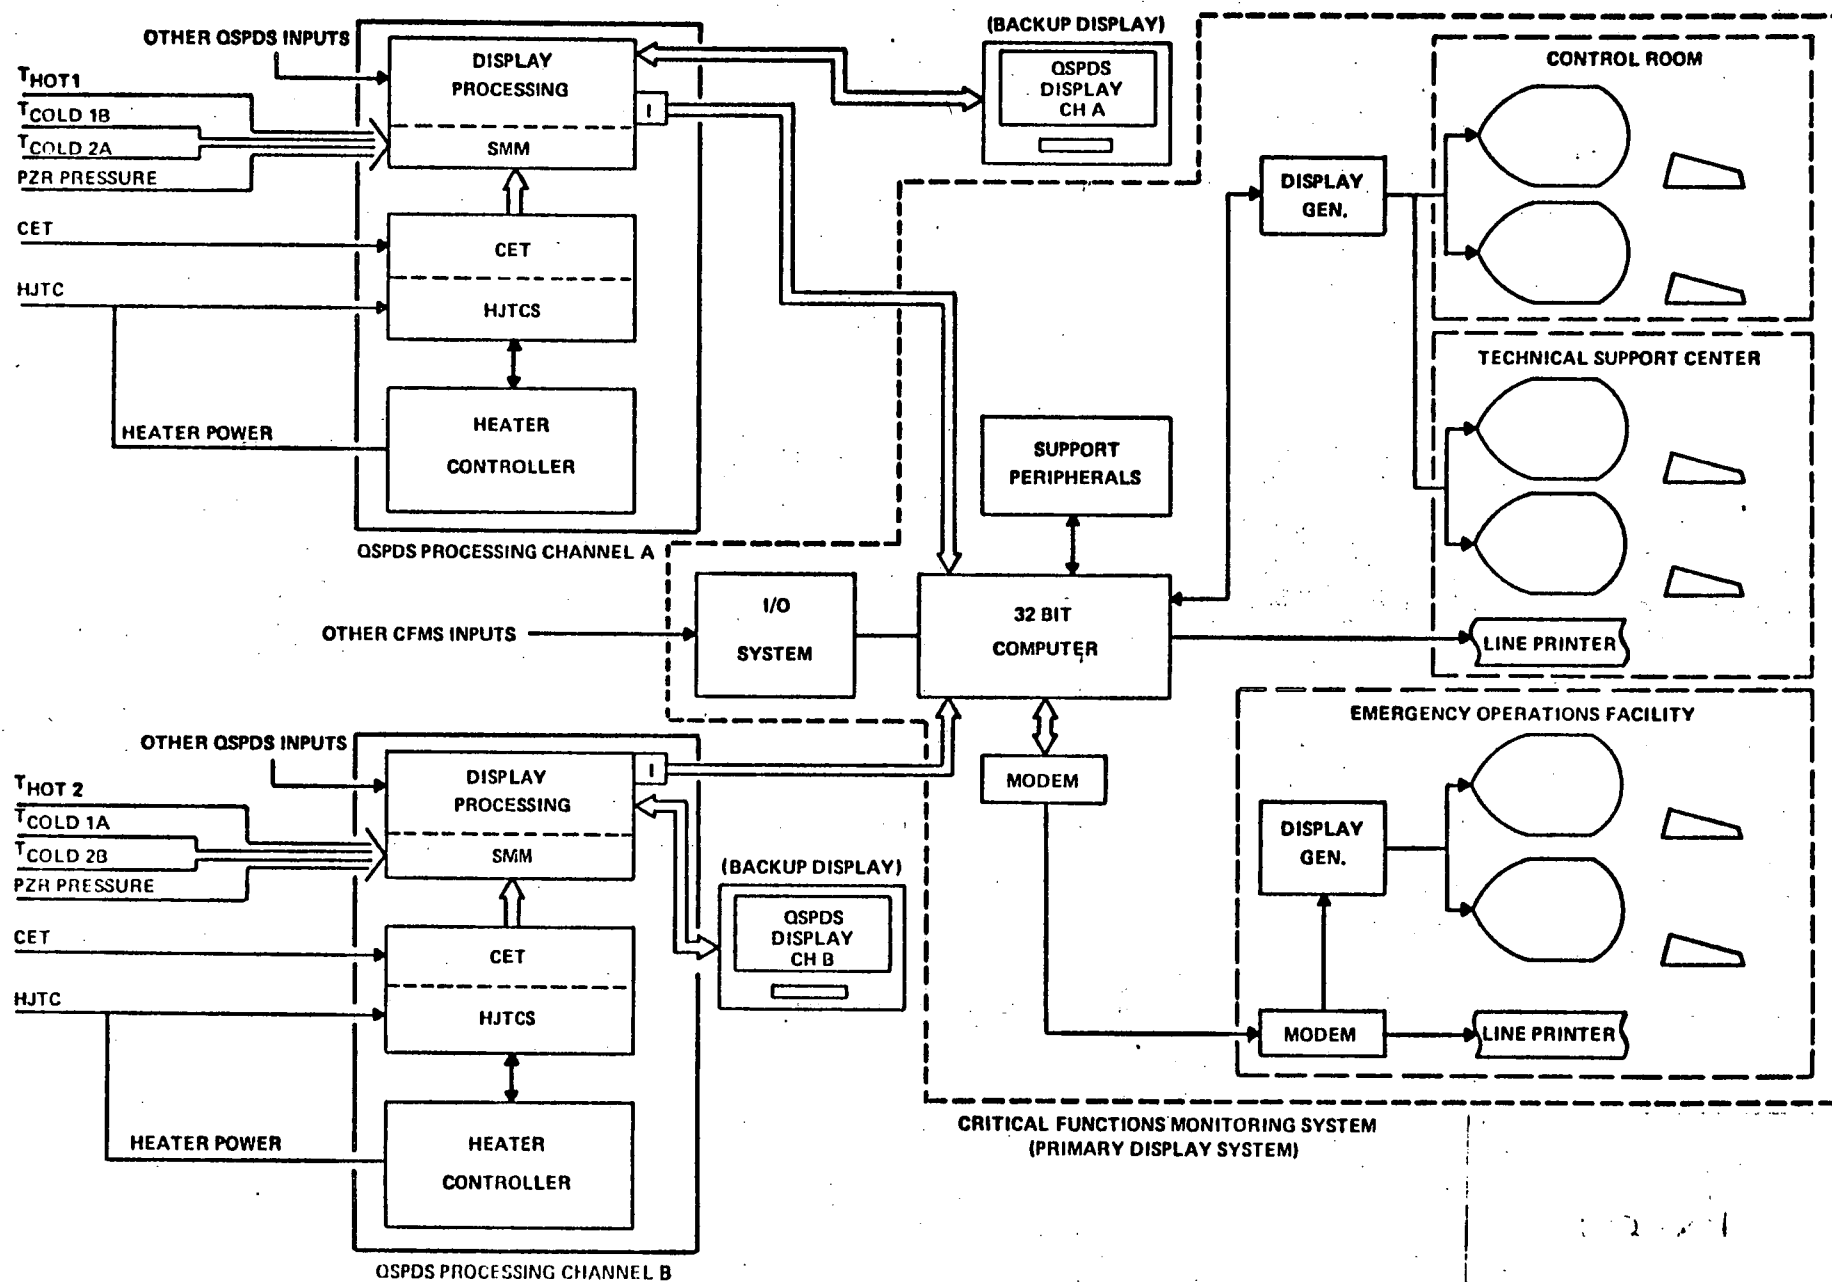 OTHER QSPDS INPUTS
THOT1
TCOLD 1B
TCOLD 2A
PZR PRESSURE
CET
HJTC
HEATER POWER
DISPLAY
PROCESSING
I
SMM
CET
HJTCS
HEATER
CONTROLLER
QSPDS PROCESSING CHANNEL A
(BACKUP DISPLAY)
QSPDS
DISPLAY
CH A
DISPLAY
GEN.
CONTROL ROOM
TECHNICAL SUPPORT CENTER
LINE PRINTER
SUPPORT
PERIPHERALS
OTHER CFMS INPUTS
I/O
SYSTEM
32 BIT
COMPUTER
MODEM
EMERGENCY OPERATIONS FACILITY
DISPLAY
GEN.
MODEM
LINE PRINTER
CRITICAL FUNCTIONS MONITORING SYSTEM
(PRIMARY DISPLAY SYSTEM)
OTHER QSPDS INPUTS
THOT 2
TCOLD 1A
TCOLD 2B
PZR PRESSURE
CET
HJTC
HEATER POWER
DISPLAY
PROCESSING
I
SMM
CET
HJTCS
HEATER
CONTROLLER
(BACKUP DISPLAY)
QSPDS
DISPLAY
CH B
QSPDS PROCESSING CHANNEL B